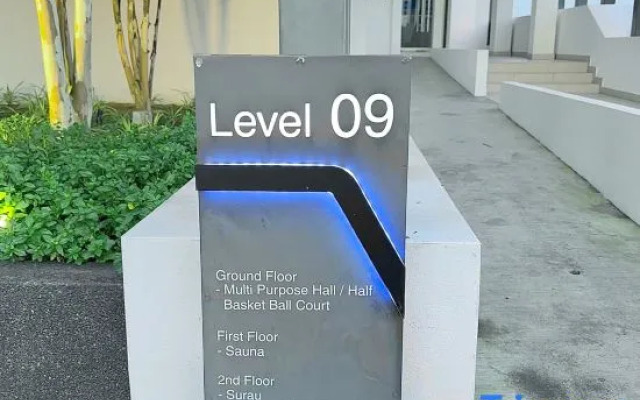 Level 09
Ground Floor
- Multi Purpose Hall / Half
Basket Ball Court
First Floor
- Sauna
2nd Floor
- Surau